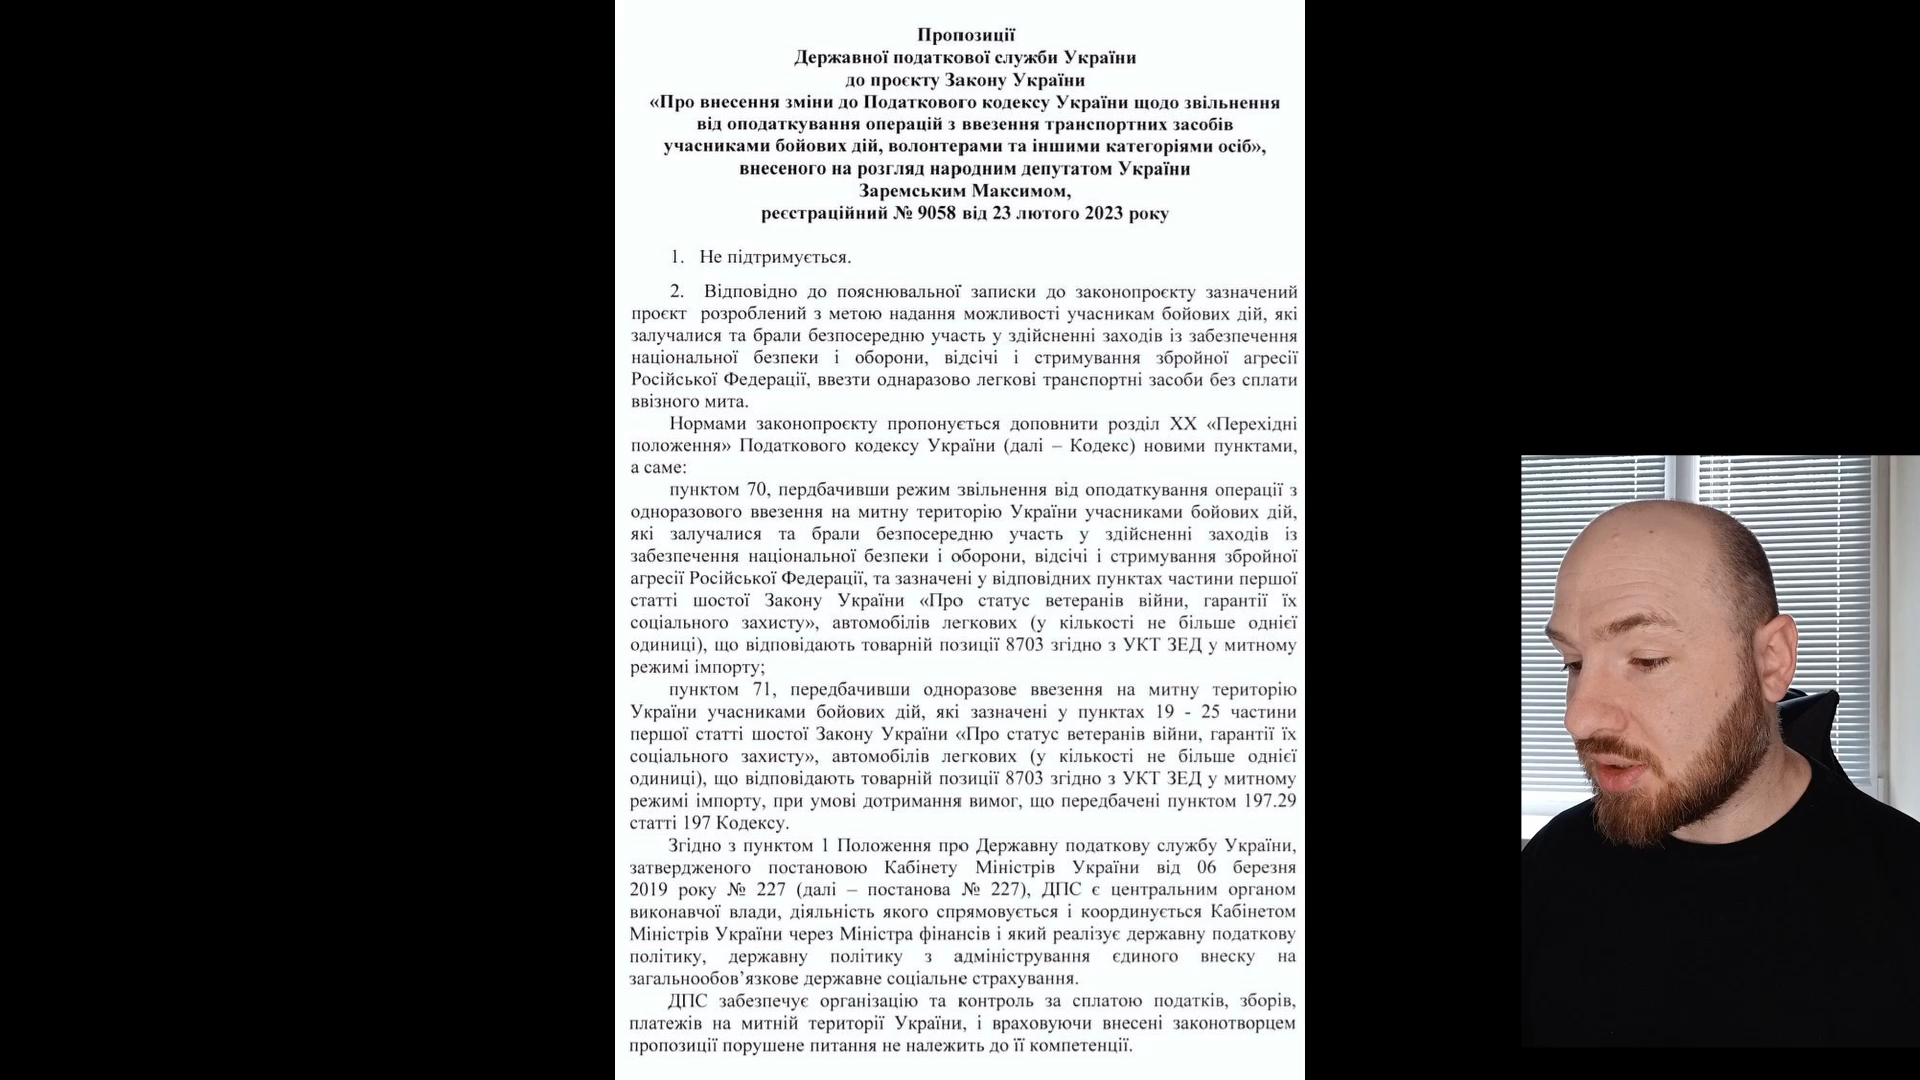 Пропозиції
Державної податкової служби України
до проєкту Закону України
«Про внесення зміни до Податкового кодексу України щодо звільнення
від оподаткування операцій з ввезення транспортних засобів
учасниками бойових дій, волонтерами та іншими категоріями осіб»,
внесеного на розгляд народним депутатом України
Заремським Максимом,
реєстраційний № 9058 від 23 лютого 2023 року
1. Не підтримується.
2. Відповідно до пояснювальної записки до законопроєкту зазначений
проєкт розроблений з метою надання можливості учасникам бойових дій, які
залучалися та брали безпосередню участь у здійсненні заходів із забезпечення
національної безпеки і оборони, відсічі і стримування збройної агресії
Російської Федерації, ввезти одноразово легкові транспортні засоби без сплати
ввізного мита.
Нормами законопроєкту пропонується доповнити розділ XX «Перехідні
положення» Податкового кодексу України (далі – Кодекс) новими пунктами,
а саме:
пунктом 70, пердбачивши режим звільнення від оподаткування операції з
одноразового ввезення на митну територію України учасниками бойових дій,
які залучалися та брали безпосередню участь у здійсненні заходів із
забезпечення національної безпеки і оборони, відсічі і стримування збройної
агресії Російської Федерації, та зазначені у відповідних пунктах частини першої
статті шостої Закону України «Про статус ветеранів війни, гарантії їх
соціального захисту», автомобілів легкових (у кількості не більше однієї
одиниці), що відповідають товарній позиції 8703 згідно з УКТ ЗЕД у митному
режимі імпорту;
пунктом 71, передбачивши одноразове ввезення на митну територію
України учасниками бойових дій, які зазначені у пунктах 19 - 25 частини
першої статті шостої Закону України «Про статус ветеранів війни, гарантії їх
соціального захисту», автомобілів легкових (у кількості не більше однієї
одиниці), що відповідають товарній позиції 8703 згідно з УКТ ЗЕД у митному
режимі імпорту, при умові дотримання вимог, що передбачені пунктом 197.29
статті 197 Кодексу.
Згідно з пунктом 1 Положення про Державну податкову службу України,
затвердженого постановою Кабінету Міністрів України від 06 березня
2019 року № 227 (далі – постанова № 227), ДПС є центральним органом
виконавчої влади, діяльність якого спрямовується і координується Кабінетом
Міністрів України через Міністра фінансів і який реалізує державну податкову
політику, державну політику з адміністрування єдиного внеску на
загальнообов’язкове державне соціальне страхування.
ДПС забезпечує організацію та контроль за сплатою податків, зборів,
платежів на митній території України, і враховуючи внесені законотворцем
пропозиції порушене питання не належить до її компетенції.